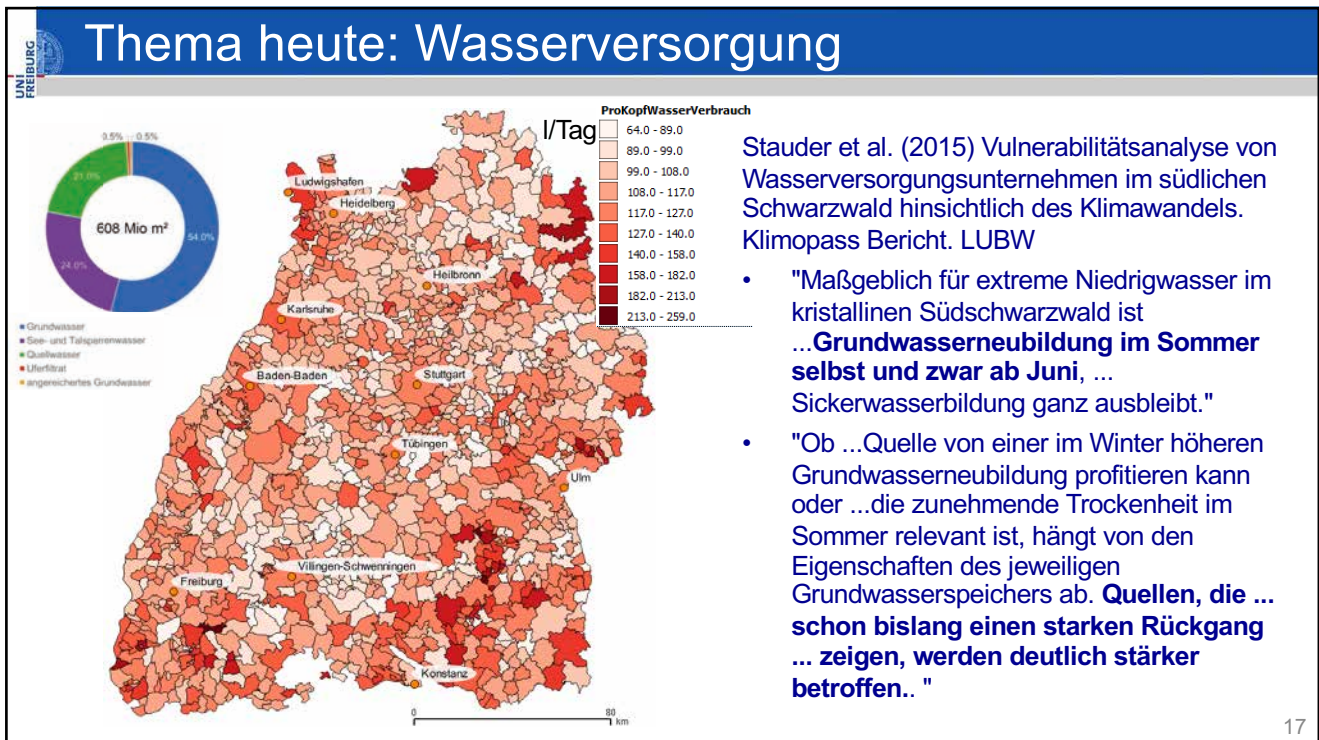 UNI
FREIBURG
Thema heute: Wasserversorgung
0.5%
0.5%
21.0%
608 Mio m²
54.0%
24.0%
Grundwasser
See- und Talsperrenwasser
Quellwasser
Uferfiltrat
angereichertes Grundwasser
l/Tag
ProKopfWasserVerbrauch
64.0 - 89.0
89.0 - 99.0
99.0 - 108.0
108.0 - 117.0
117.0 - 127.0
127.0 - 140.0
140.0 - 158.0
158.0 - 182.0
182.0 - 213.0
213.0 - 259.0
Ludwigshafen
Heidelberg
Heilbronn
Karlsruhe
Baden-Baden
Stuttgart
Tübingen
Ulm
Villingen-Schwenningen
Freiburg
Konstanz
0
80
km
Stauder et al. (2015) Vulnerabilitätsanalyse von
Wasserversorgungsunternehmen im südlichen
Schwarzwald hinsichtlich des Klimawandels.
Klimopass Bericht. LUBW
• "Maßgeblich für extreme Niedrigwasser im
kristallinen Südschwarzwald ist
...Grundwasserneubildung im Sommer
selbst und zwar ab Juni, ...
Sickerwasserbildung ganz ausbleibt."
• "Ob ...Quelle von einer im Winter höheren
Grundwasserneubildung profitieren kann
oder ...die zunehmende Trockenheit im
Sommer relevant ist, hängt von den
Eigenschaften des jeweiligen
Grundwasserspeichers ab. Quellen, die ...
schon bislang einen starken Rückgang
... zeigen, werden deutlich stärker
betroffen.. "
17